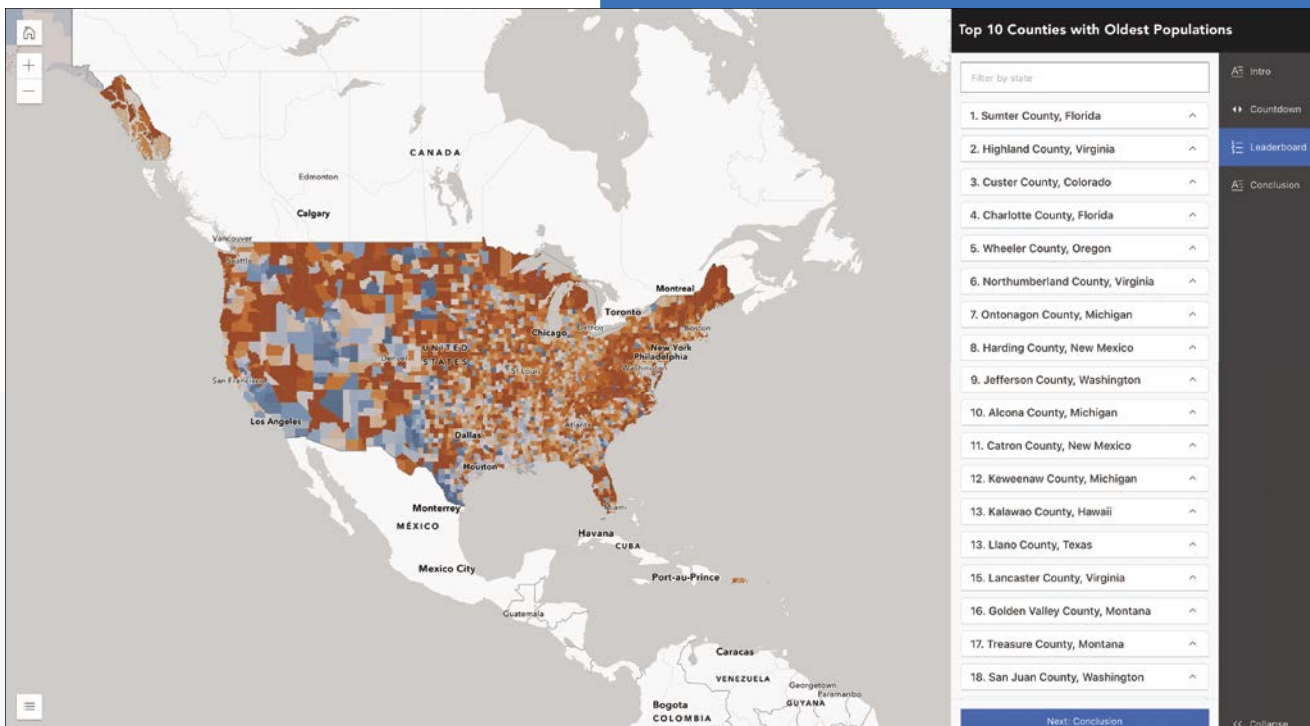 Top 10 Counties with Oldest Populations
Filter by state
1. Sumter County, Florida
2. Highland County, Virginia
3. Custer County, Colorado
4. Charlotte County, Florida
5. Wheeler County, Oregon
6. Northumberland County, Virginia
7. Ontonagon County, Michigan
8. Harding County, New Mexico
9. Jefferson County, Washington
10. Alcona County, Michigan
11. Catron County, New Mexico
12. Keweenaw County, Michigan
13. Kalawao County, Hawaii
13. Llano County, Texas
15. Lancaster County, Virginia
16. Golden Valley County, Montana
17. Treasure County, Montana
18. San Juan County, Washington
Next: Conclusion
Intro
Countdown
Leaderboard
Conclusion
Collapse
CANADA
Edmonton
Calgary
Vancouver
Seattle
Montreal
Toronto
Chicago
Detroit
Boston
UNITED
STATES
Denver
New York
Philadelphia
Washington
St. Louis
San Francisco
Los Angeles
Atlanta
Dallas
Houston
Miami
Monterrey
MÉXICO
Havana
CUBA
Mexico City
Port-au-Prince
Guatemala
Caracas
VENEZUELA
Georgetown
Paramaribo
GUYANA
Bogota
COLOMBIA